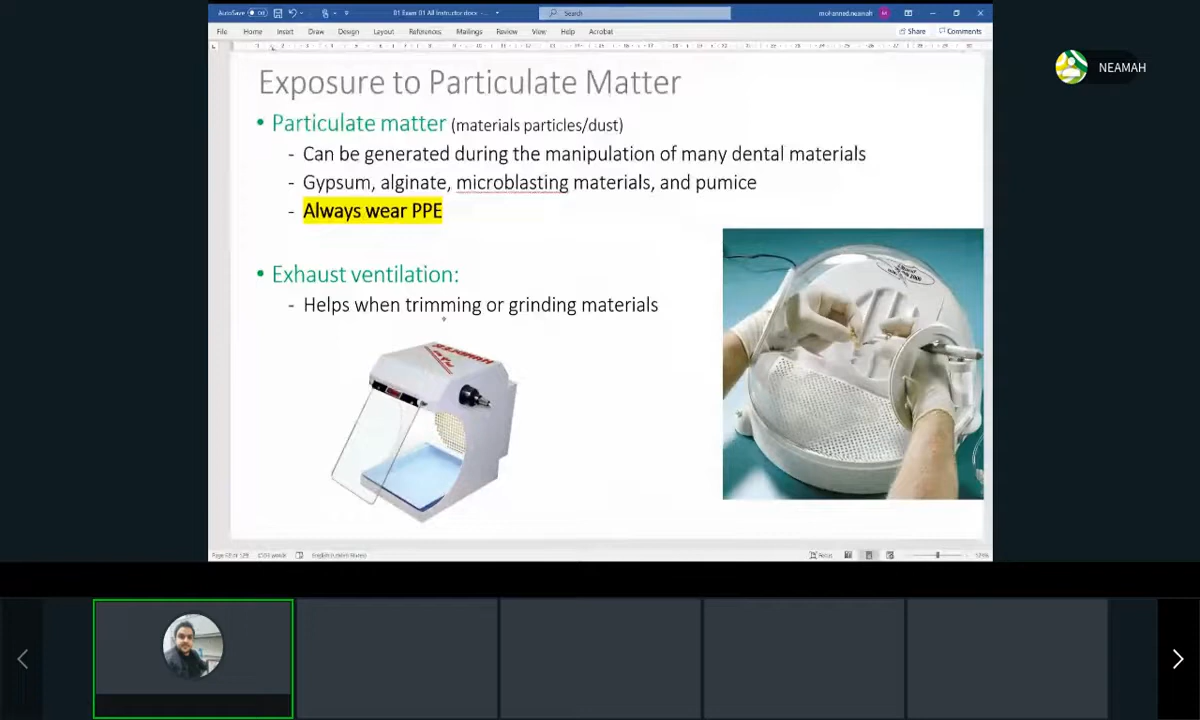 AutoSave
Off
01 Exam 01 All Instructor.docx
Search
mohannad.neamah
M
File Home Insert Draw Design Layout References Mailings Review View Help Acrobat
Share
Comments
NEAMAH
Exposure to Particulate Matter
• Particulate matter (materials particles/dust)
- Can be generated during the manipulation of many dental materials
- Gypsum, alginate, microblasting materials, and pumice
- Always wear PPE
• Exhaust ventilation:
- Helps when trimming or grinding materials
Focus